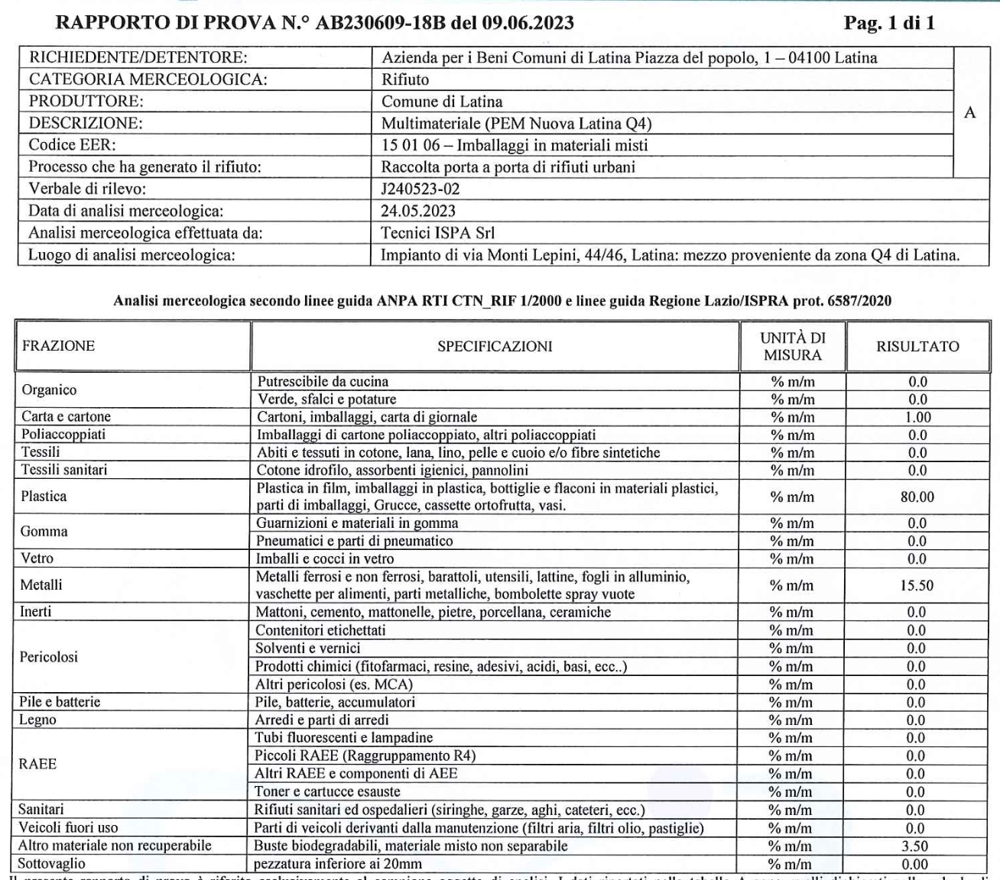 RAPPORTO DI PROVA N.° AB230609-18B del 09.06.2023 Pag. 1 di 1
RICHIEDENTE/DETENTORE: Azienda per i Beni Comuni di Latina Piazza del popolo, 1 – 04100 Latina
CATEGORIA MERCEOLOGICA: Rifiuto
PRODUTTORE: Comune di Latina
A
DESCRIZIONE: Multimateriale (PEM Nuova Latina Q4)
Codice EER: 15 01 06 – Imballaggi in materiali misti
Processo che ha generato il rifiuto: Raccolta porta a porta di rifiuti urbani
Verbale di rilevo: J240523-02
Data di analisi merceologica: 24.05.2023
Analisi merceologica effettuata da: Tecnici ISPA Srl
Luogo di analisi merceologica: Impianto di via Monti Lepini, 44/46, Latina: mezzo proveniente da zona Q4 di Latina.
Analisi merceologica secondo linee guida ANPA RTI CTN_RIF 1/2000 e linee guida Regione Lazio/ISPRA prot. 6587/2020
FRAZIONE SPECIFICAZIONI UNITÀ DI MISURA RISULTATO
Organico
Putrescibile da cucina % m/m 0.0
Verde, sfalci e potature % m/m 0.0
Carta e cartone Cartoni, imballaggi, carta di giornale % m/m 1.00
Poliaccoppiati Imballaggi di cartone poliaccoppiato, altri poliaccoppiati % m/m 0.0
Tessili Abiti e tessuti in cotone, lana, lino, pelle e cuoio e/o fibre sintetiche % m/m 0.0
Tessili sanitari Cotone idrofilo, assorbenti igienici, pannolini % m/m 0.0
Plastica
Plastica in film, imballaggi in plastica, bottiglie e flaconi in materiali plastici,
parti di imballaggi, Grucce, cassette ortofrutta, vasi.
% m/m 80.00
Gomma
Guarnizioni e materiali in gomma % m/m 0.0
Pneumatici e parti di pneumatico % m/m 0.0
Vetro Imballi e cocci in vetro % m/m 0.0
Metalli
Metalli ferrosi e non ferrosi, barattoli, utensili, lattine, fogli in alluminio,
vaschette per alimenti, parti metalliche, bombolette spray vuote
% m/m 15.50
Inerti Mattoni, cemento, mattonelle, pietre, porcellana, ceramiche % m/m 0.0
Pericolosi
Contenitori etichettati % m/m 0.0
Solventi e vernici % m/m 0.0
Prodotti chimici (fitofarmaci, resine, adesivi, acidi, basi, ecc..) % m/m 0.0
Altri pericolosi (es. MCA) % m/m 0.0
Pile e batterie Pile, batterie, accumulatori % m/m 0.0
Legno Arredi e parti di arredi % m/m 0.0
RAEE
Tubi fluorescenti e lampadine % m/m 0.0
Piccoli RAEE (Raggruppamento R4) % m/m 0.0
Altri RAEE e componenti di AEE % m/m 0.0
Toner e cartucce esauste % m/m 0.0
Sanitari Rifiuti sanitari ed ospedalieri (siringhe, garze, aghi, cateteri, ecc.) % m/m 0.0
Veicoli fuori uso Parti di veicoli derivanti dalla manutenzione (filtri aria, filtri olio, pastiglie) % m/m 0.0
Altro materiale non recuperabile Buste biodegradabili, materiale misto non separabile % m/m 3.50
Sottovaglio pezzatura inferiore ai 20mm % m/m 0.00